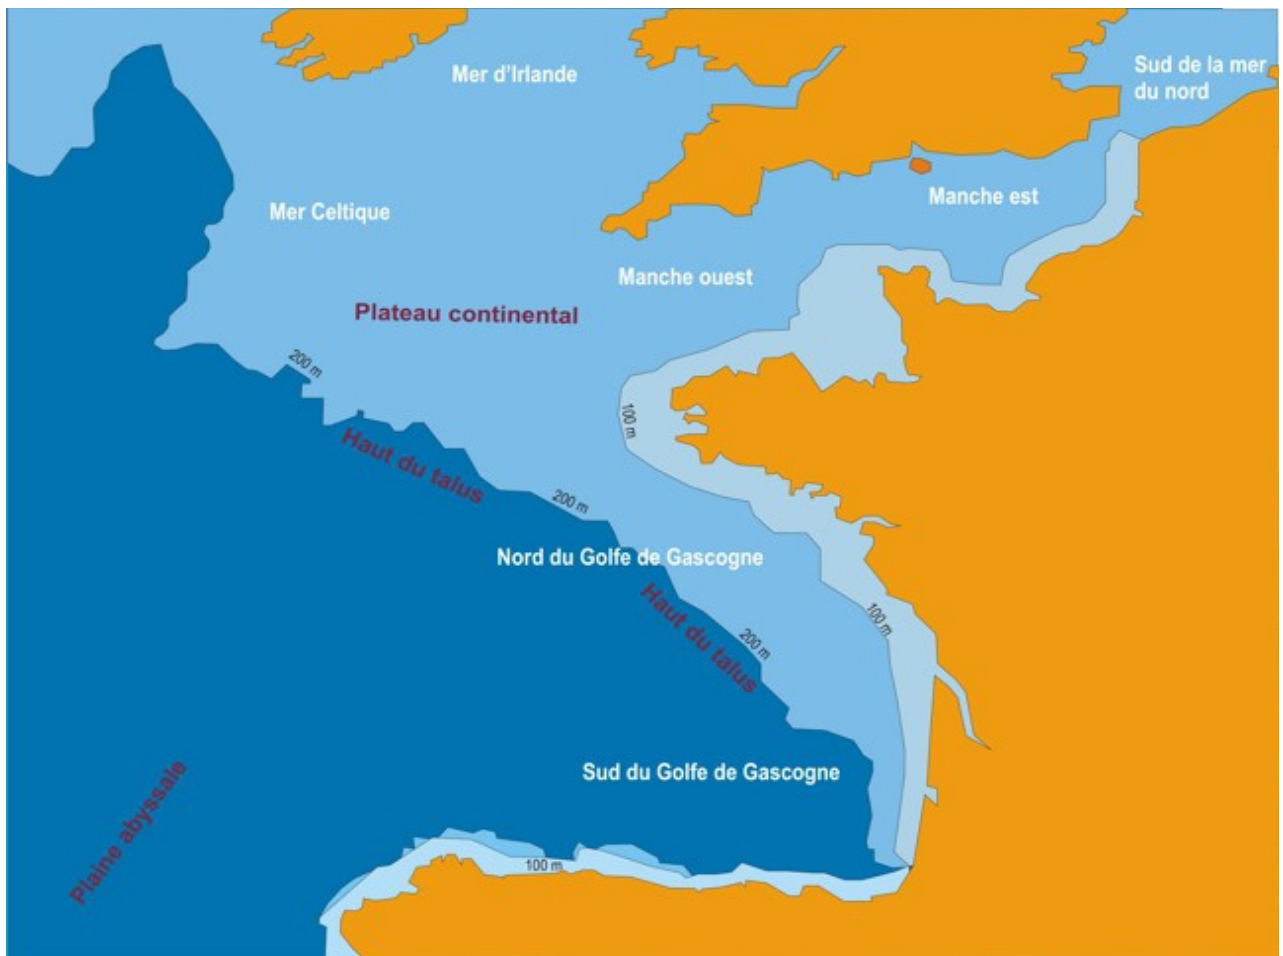 Mer d'Irlande
Sud de la mer
du nord
Mer Celtique
Manche est
Manche ouest
Plateau continental
200 m
100 m
Haut du talus
200 m
Nord du Golfe de Gascogne
Haut du talus
100 m
200 m
Sud du Golfe de Gascogne
Plaine abyssale
100 m